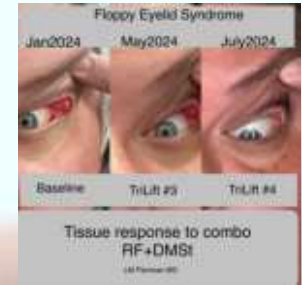 Floppy Eyelid Syndrome
Jan2024 May2024 July2024
Baseline TriLift #3 TriLift #4
Tissue response to combo
RF+DMSt